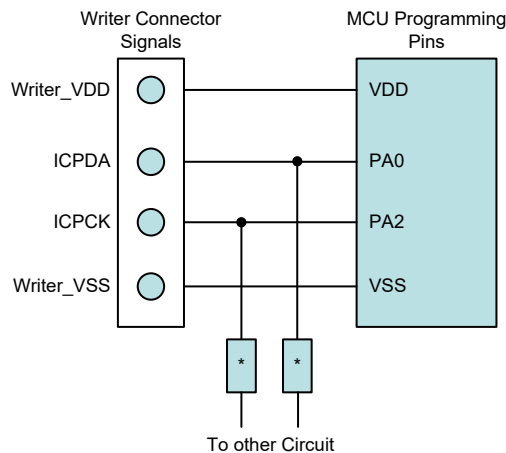 Writer Connector
Signals
MCU Programming
Pins
Writer_VDD
VDD
ICPDA
PA0
ICPCK
PA2
Writer_VSS
VSS
*
*
To other Circuit